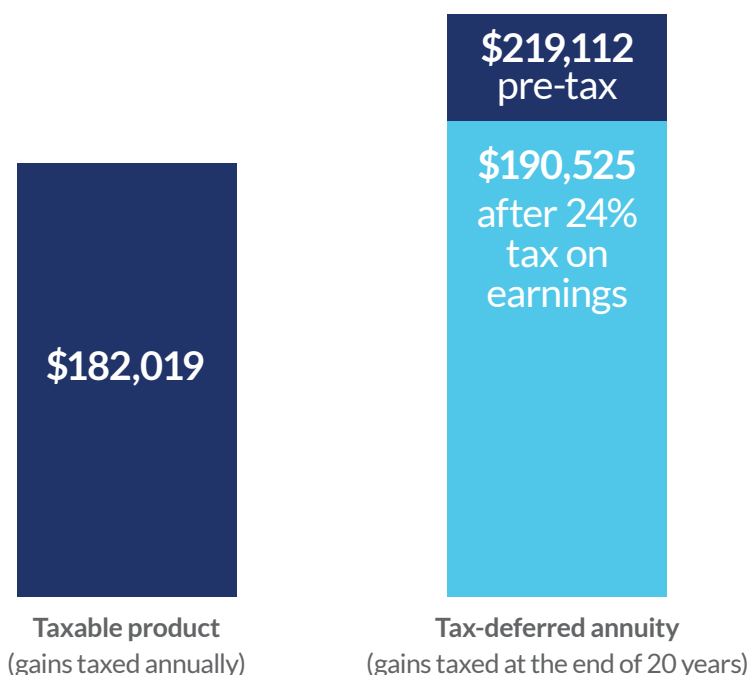 $219,112
pre-tax
$190,525
after 24%
tax on
earnings
$182,019
Taxable product
(gains taxed annually)
Tax-deferred annuity
(gains taxed at the end of 20 years)